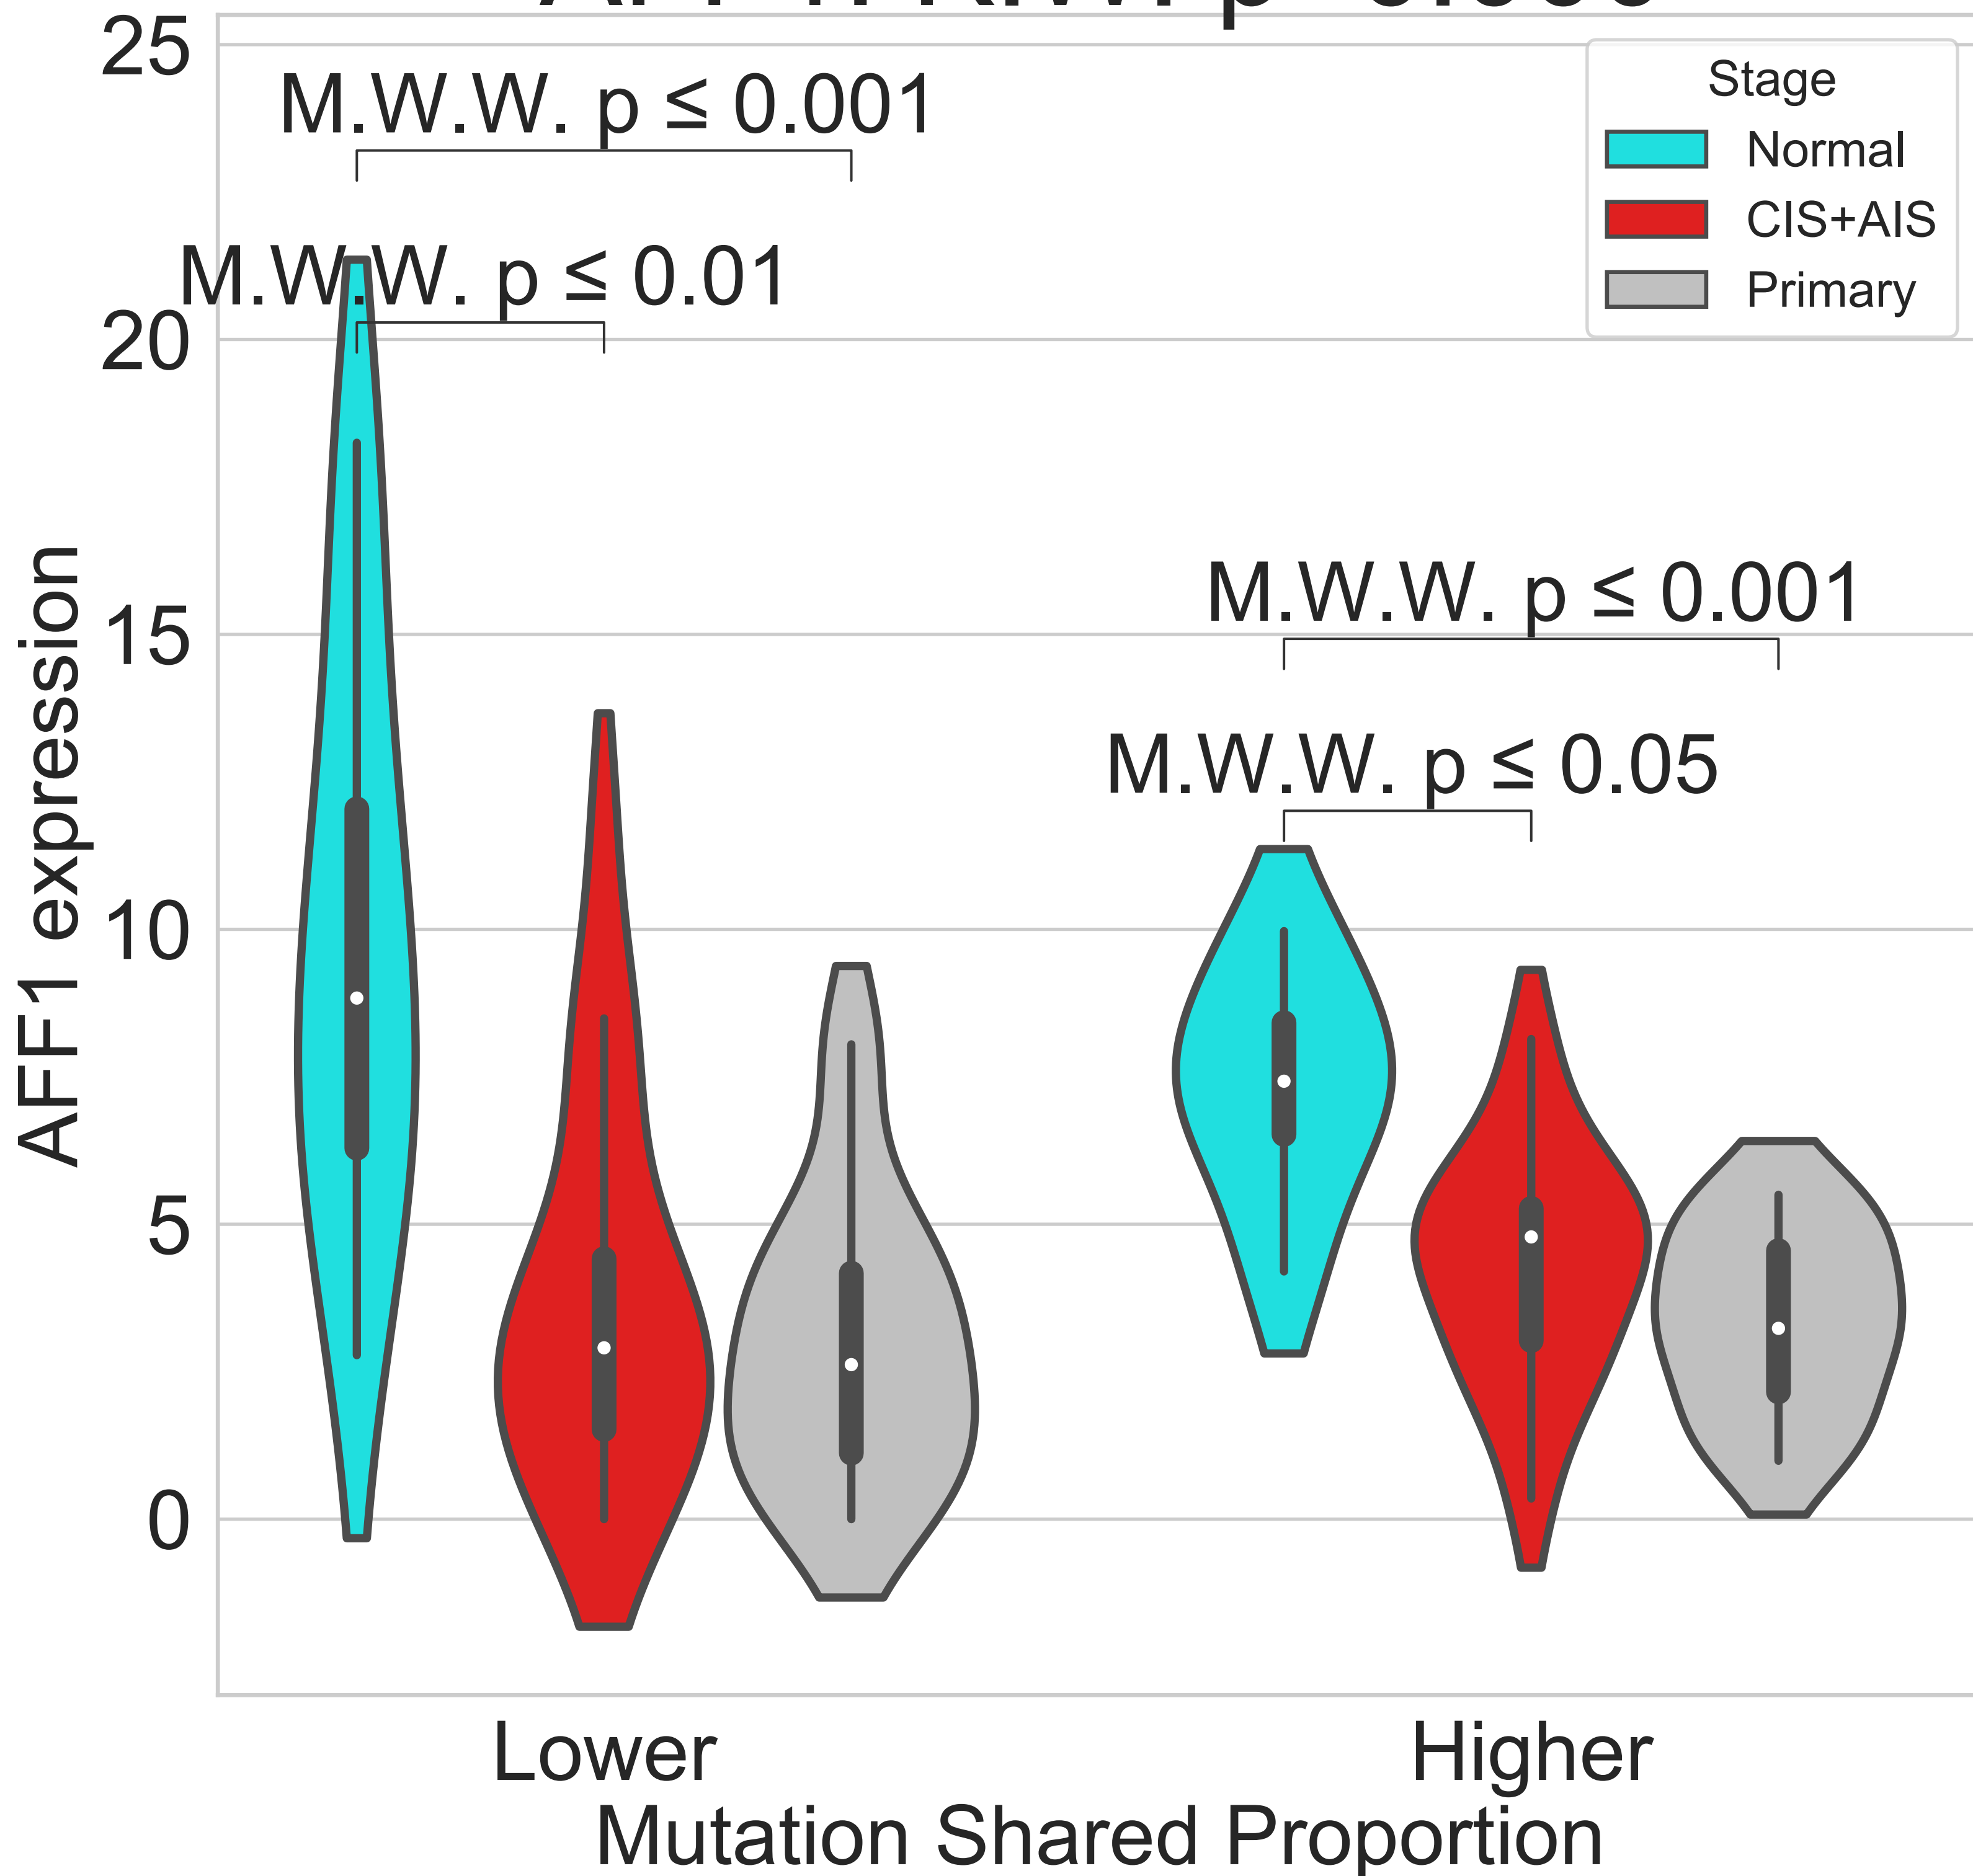 25
M.W.W. p ≤ 0.001
Stage
Normal
CIS+AIS
Primary
M.W.W. p ≤ 0.01
20
M.W.W. p ≤ 0.001
15
M.W.W. p ≤ 0.05
10
5
0
AFF1 expression
Lower
Higher
Mutation Shared Proportion